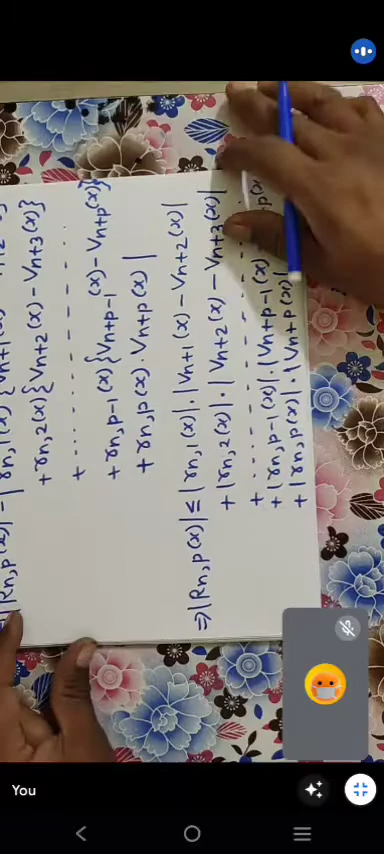 |Rn,p(x)| = | rn,1(x) {Vn+1(x)
+ rn,2(x){Vn+2(x) - Vn+3(x)}
+ - - - - - - - - -
+ rn,p-1(x){Vn+p-1(x) - Vn+p(x)}
+ rn,p(x) · Vn+p(x) |
⇒|Rn,p(x)| ≤ | rn,1(x)| · | Vn+1(x) - Vn+2(x)|
+ |rn,2(x)| · | Vn+2(x) - Vn+3(x)|
+ - - - - - - -
+ |rn,p-1(x)| · |Vn+p-1(x)
+ |rn,p(x)| · |Vn+p(x)|
You